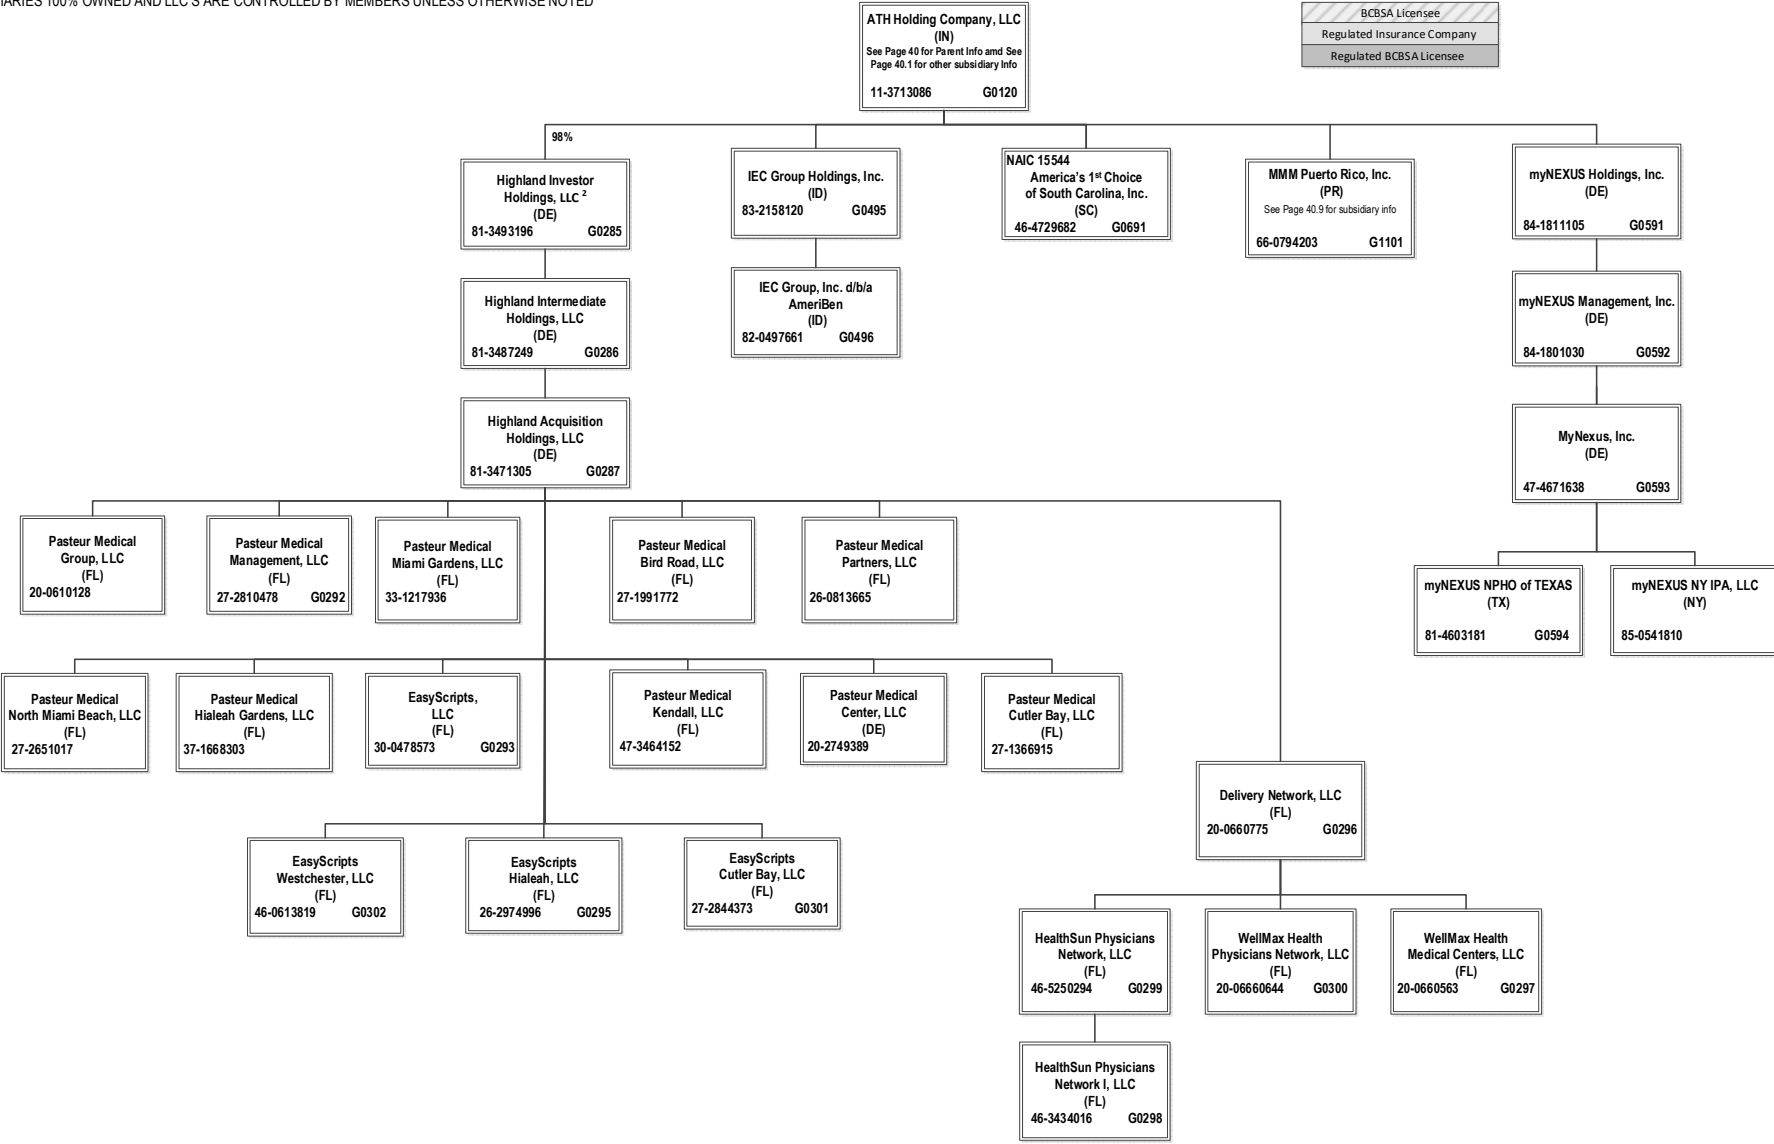 ARIES 100% OWNED AND LLC'S ARE CONTROLLED BY MEMBERS UNLESS OTHERWISE NOTED
ATH Holding Company, LLC
(IN)
See Page 40 for Parent Info amd See
Page 40.1 for other subsidiary Info
11-3713086 G0120
BCBSA Licensee
Regulated Insurance Company
Regulated BCBSA Licensee
98%
Highland Investor
Holdings, LLC 2
(DE)
81-3493196 G0285
IEC Group Holdings, Inc.
(ID)
83-2158120 G0495
NAIC 15544
America's 1st Choice
of South Carolina, Inc.
(SC)
46-4729682 G0691
MMM Puerto Rico, Inc.
(PR)
See Page 40.9 for subsidiary info
66-0794203 G1101
myNEXUS Holdings, Inc.
(DE)
84-1811105 G0591
Highland Intermediate
Holdings, LLC
(DE)
81-3487249 G0286
IEC Group, Inc. d/b/a
AmeriBen
(ID)
82-0497661 G0496
myNEXUS Management, Inc.
(DE)
84-1801030 G0592
Highland Acquisition
Holdings, LLC
(DE)
81-3471305 G0287
MyNexus, Inc.
(DE)
47-4671638 G0593
Pasteur Medical
Group, LLC
(FL)
20-0610128
Pasteur Medical
Management, LLC
(FL)
27-2810478 G0292
Pasteur Medical
Miami Gardens, LLC
(FL)
33-1217936
Pasteur Medical
Bird Road, LLC
(FL)
27-1991772
Pasteur Medical
Partners, LLC
(FL)
26-0813665
myNEXUS NPHO of TEXAS
(TX)
81-4603181 G0594
myNEXUS NY IPA, LLC
(NY)
85-0541810
Pasteur Medical
North Miami Beach, LLC
(FL)
27-2651017
Pasteur Medical
Hialeah Gardens, LLC
(FL)
37-1668303
EasyScripts,
LLC
(FL)
30-0478573 G0293
Pasteur Medical
Kendall, LLC
(FL)
47-3464152
Pasteur Medical
Center, LLC
(DE)
20-2749389
Pasteur Medical
Cutler Bay, LLC
(FL)
27-1366915
Delivery Network, LLC
(FL)
20-0660775 G0296
EasyScripts
Westchester, LLC
(FL)
46-0613819 G0302
EasyScripts
Hialeah, LLC
(FL)
26-2974996 G0295
EasyScripts
Cutler Bay, LLC
(FL)
27-2844373 G0301
HealthSun Physicians
Network, LLC
(FL)
46-5250294 G0299
WellMax Health
Physicians Network, LLC
(FL)
20-06660644 G0300
WellMax Health
Medical Centers, LLC
(FL)
20-0660563 G0297
HealthSun Physicians
Network I, LLC
(FL)
46-3434016 G0298